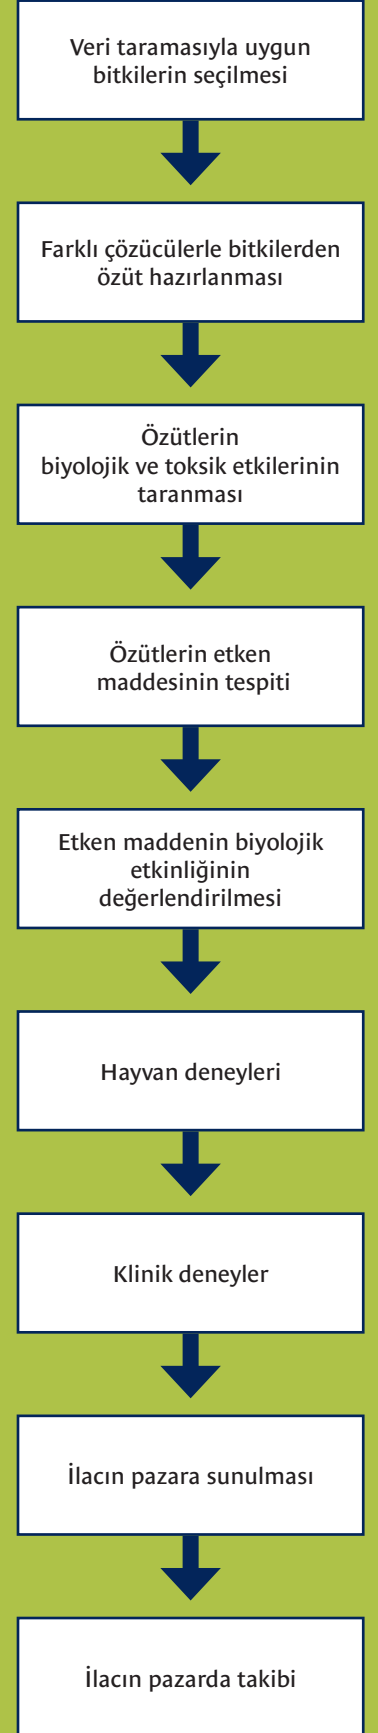 Veri taramasıyla uygun
bitkilerin seçilmesi
Farklı çözücülerle bitkilerden
özüt hazırlanması
Özütlerin
biyolojik ve toksik etkilerinin
taranması
Özütlerin etken
maddesinin tespiti
Etken maddenin biyolojik
etkinliğinin
değerlendirilmesi
Hayvan deneyleri
Klinik deneyler
İlacın pazara sunulması
İlacın pazarda takibi